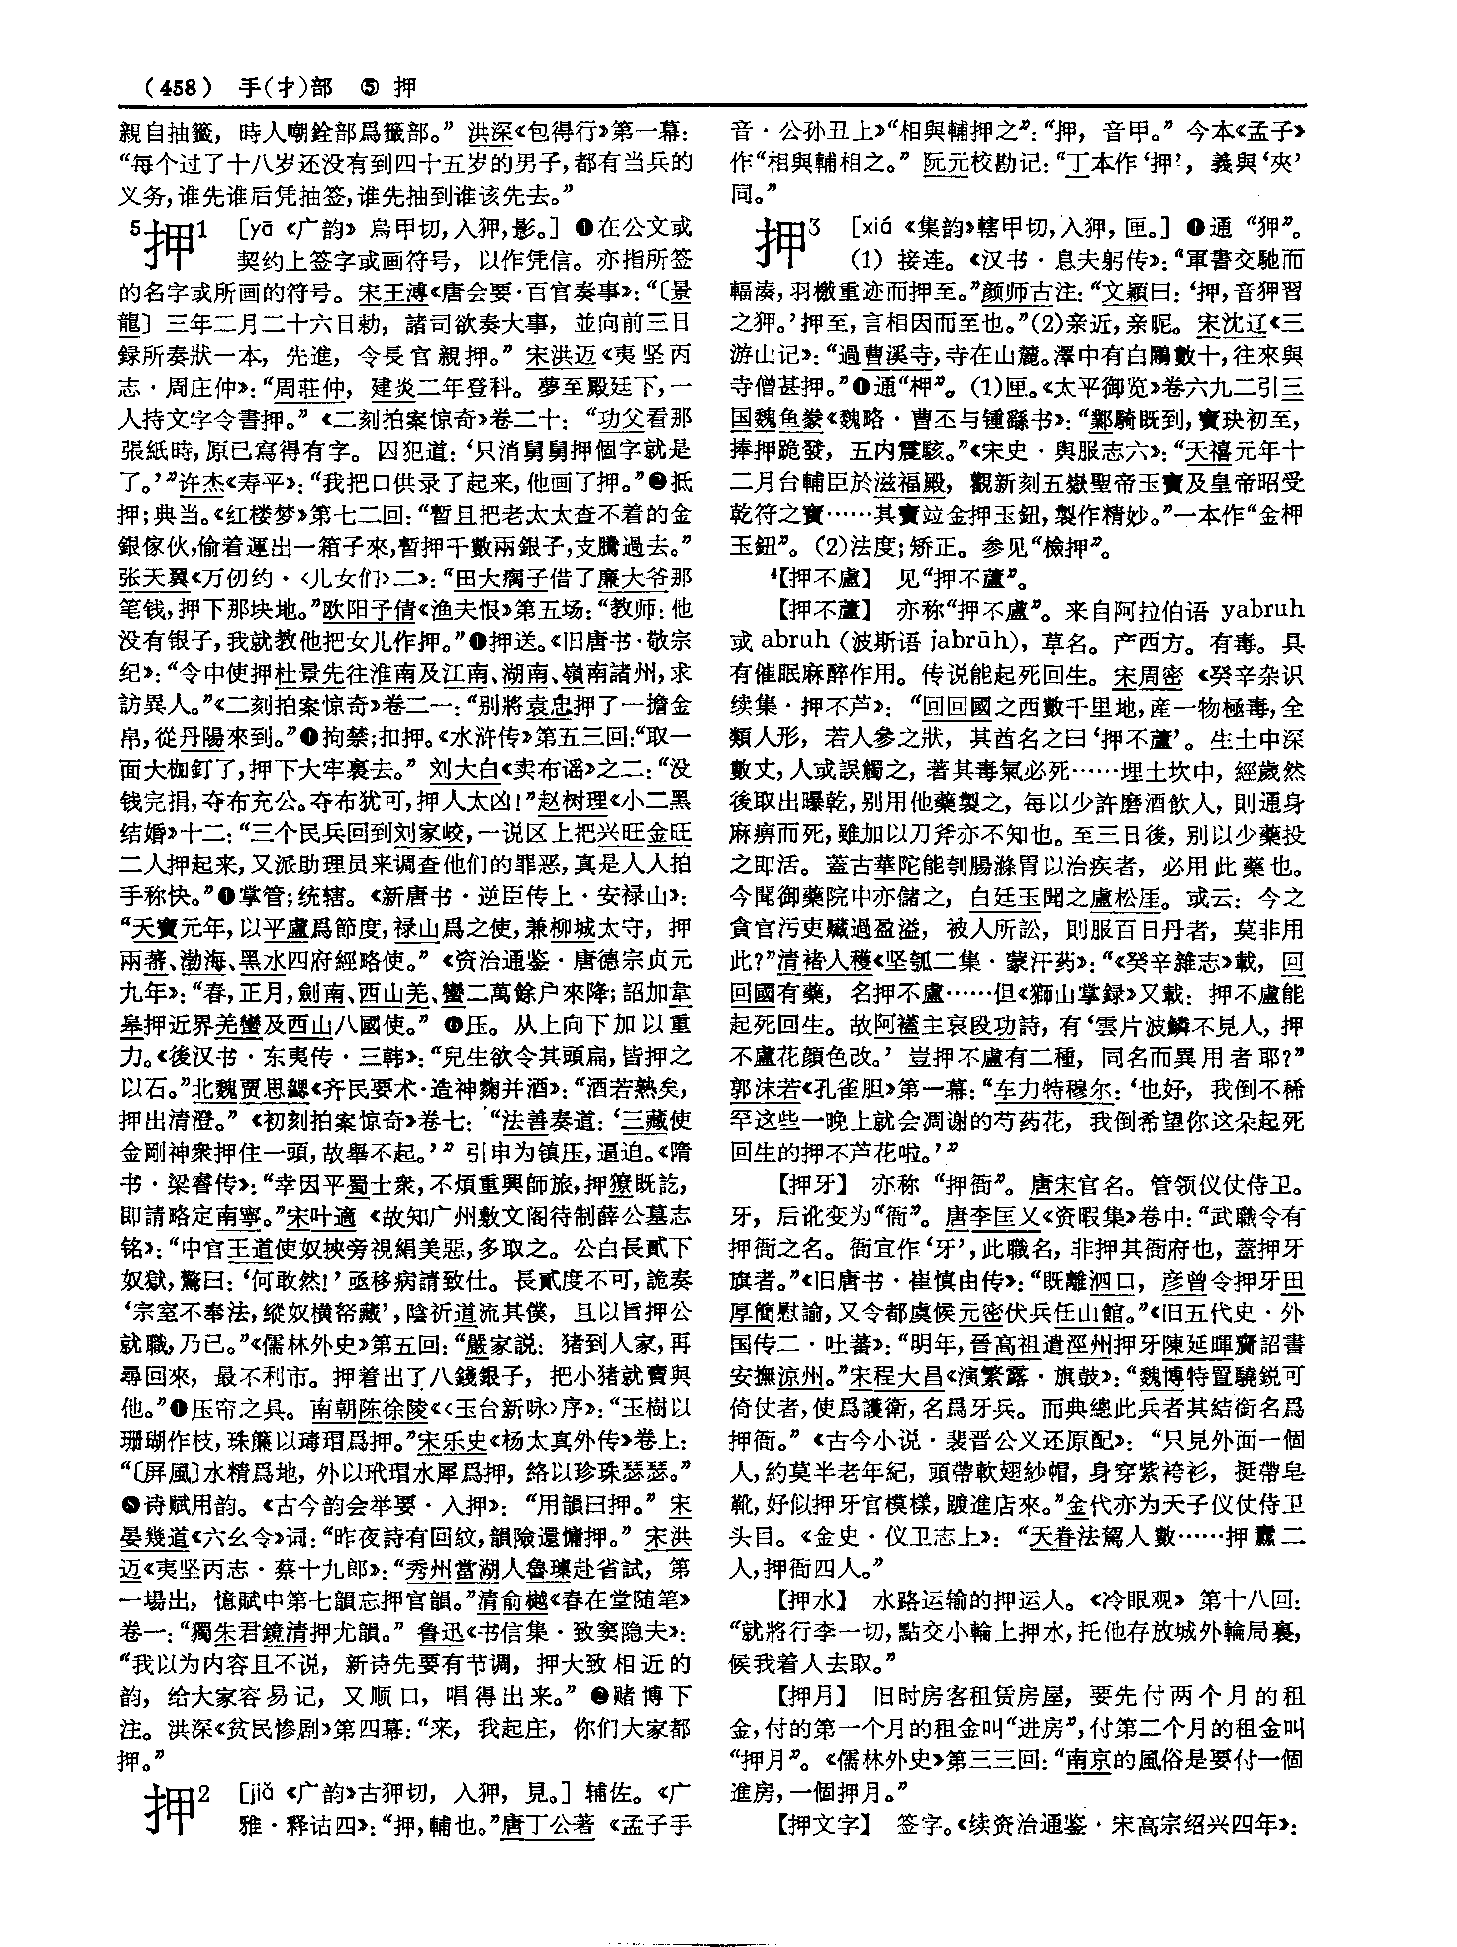 （458） 手(扌)部 ⑤ 押
親自抽籤，時人嘲銓部爲籤部。”洪深《包得行》第一幕：
“每个过了十八岁还没有到四十五岁的男子，都有当兵的
义务，谁先谁后凭抽签，谁先抽到谁该先去。”
5押1 [yā《广韵》烏甲切，入狎，影。] ❶在公文或
契约上签字或画符号，以作凭信。亦指所签
的名字或所画的符号。宋王溥《唐会要·百官奏事》：“〔景
龍〕三年二月二十六日勅，諸司欲奏大事，並向前三日
録所奏狀一本，先進，令長官親押。”宋洪迈《夷坚丙
志·周庄仲》：“周莊仲，建炎二年登科。夢至殿廷下，一
人持文字令書押。”《二刻拍案惊奇》卷二十：“功父看那
張紙時，原已寫得有字。囚犯道：‘只消舅舅押個字就是
了。’”许杰《寿平》：“我把口供录了起来，他画了押。”❷抵
押；典当。《红楼梦》第七二回：“暫且把老太太查不着的金
銀傢伙，偷着運出一箱子來，暫押千數兩銀子，支騰過去。”
张天翼《万仞约·〈儿女们〉二》：“田大癟子借了廉大爷那
笔钱，押下那块地。”欧阳予倩《渔夫恨》第五场：“教师：他
没有银子，我就教他把女儿作押。”❶押送。《旧唐书·敬宗
纪》：“令中使押杜景先往淮南及江南、湖南、嶺南諸州，求
訪異人。”《二刻拍案惊奇》卷二一：“别將袁忠押了一擔金
帛，從丹陽來到。”❶拘禁；扣押。《水浒传》第五三回：“取一
面大枷釘了，押下大牢裏去。”刘大白《卖布谣》之二：“没
钱完捐，夺布充公。夺布犹可，押人太凶！”赵树理《小二黑
结婚》十二：“三个民兵回到刘家峧，一说区上把兴旺金旺
二人押起来，又派助理员来调查他们的罪恶，真是人人拍
手称快。”❶掌管；统辖。《新唐书·逆臣传上·安禄山》：
“天寶元年，以平盧爲節度，禄山爲之使，兼柳城太守，押
兩蕃、渤海、黑水四府經略使。”《资治通鉴·唐德宗贞元
九年》：“春，正月，劍南、西山羌、蠻二萬餘户來降；詔加韋
皋押近界羌蠻及西山八國使。”❻压。从上向下加以重
力。《後汉书·东夷传·三韩》：“兒生欲令其頭扁，皆押之
以石。”北魏贾思勰《齐民要术·造神麴并酒》：“酒若熟矣，
押出清澄。”《初刻拍案惊奇》卷七：“法善奏道：‘三藏使
金剛神衆押住一頭，故舉不起。’”引申为镇压，逼迫。《隋
书·梁睿传》：“幸因平蜀士衆，不煩重興師旅，押獠既訖，
即請略定南寧。”宋叶適《故知广州敷文阁待制薛公墓志
铭》：“中官王道使奴挾旁視絹美惡，多取之。公白長貳下
奴獄，驚曰：‘何敢然！’亟移病請致仕。長貳度不可，詭奏
‘宗室不奉法，縱奴横帑藏’，陰祈道流其僕，且以旨押公
就職，乃已。”《儒林外史》第五回：“嚴家説：猪到人家，再
尋回來，最不利市。押着出了八錢銀子，把小猪就賣與
他。”❶压帘之具。南朝陈徐陵《〈玉台新咏〉序》：“玉樹以
珊瑚作枝，珠簾以瑇瑁爲押。”宋乐史《杨太真外传》卷上：
“〔屏風〕水精爲地，外以玳瑁水犀爲押，絡以珍珠瑟瑟。”
❽诗赋用韵。《古今韵会举要·入押》：“用韻曰押。”宋
晏幾道《六幺令》词：“昨夜詩有回紋，韻險還慵押。”宋洪
迈《夷坚丙志·蔡十九郎》：“秀州當湖人魯璪赴省試，第
一場出，憶賦中第七韻忘押官韻。”清俞樾《春在堂随笔》
卷一：“獨朱君鏡清押尤韻。”鲁迅《书信集·致窦隐夫》：
“我以为内容且不说，新诗先要有节调，押大致相近的
韵，给大家容易记，又顺口，唱得出来。”❷赌博下
注。洪深《贫民惨剧》第四幕：“来，我起庄，你们大家都
押。”
押2 [jiǎ《广韵》古狎切，入狎，見。] 辅佐。《广
雅·释诂四》：“押，輔也。”唐丁公著《孟子手
音·公孙丑上》“相與輔押之”：“押，音甲。”今本《孟子》
作“相與輔相之。”阮元校勘记：“丁本作‘押’，義與‘夾’
同。”
押3 [xiá《集韵》轄甲切，入狎，匣。] ❶通“狎”。
（1）接连。《汉书·息夫躬传》：“軍書交馳而
輻湊，羽檄重迹而押至。”颜师古注：“文穎曰：‘押，音狎習
之狎。’押至，言相因而至也。”(2)亲近，亲昵。宋沈辽《三
游山记》：“過曹溪寺，寺在山麓。澤中有白鷴數十，往來與
寺僧甚押。”❶通“柙”。(1)匣。《太平御览》卷六九二引三
国魏鱼豢《魏略·曹丕与锺繇书》：“鄴騎既到，寶玦初至，
捧押跪發，五内震駭。”《宋史·舆服志六》：“天禧元年十
二月台輔臣於滋福殿，觀新刻五嶽聖帝玉寶及皇帝昭受
乾符之寶……其寶竝金押玉鈕，製作精妙。”一本作“金柙
玉鈕”。(2)法度；矫正。参见“檢押”。
4【押不盧】 见“押不蘆”。
【押不蘆】 亦称“押不盧”。来自阿拉伯语 yabruh
或 abruh（波斯语 jabrūh），草名。产西方。有毒。具
有催眠麻醉作用。传说能起死回生。宋周密《癸辛杂识
续集·押不芦》：“回回國之西數千里地，産一物極毒，全
類人形，若人參之狀，其酋名之曰‘押不蘆’。生土中深
數丈，人或誤觸之，著其毒氣必死……埋土坎中，經歲然
後取出曝乾，别用他藥製之，每以少許磨酒飲人，則通身
麻痹而死，雖加以刀斧亦不知也。至三日後，别以少藥投
之即活。蓋古華陀能刳腸滌胃以治疾者，必用此藥也。
今聞御藥院中亦儲之，白廷玉聞之盧松厓。或云：今之
貪官污吏贓過盈溢，被人所訟，則服百日丹者，莫非用
此？”清褚人穫《坚瓠二集·蒙汗药》：“《癸辛雜志》載，回
回國有藥，名押不盧……但《獅山掌録》又載：押不盧能
起死回生。故阿䙪主哀段功詩，有‘雲片波鱗不見人，押
不盧花顔色改。’豈押不盧有二種，同名而異用者耶？”
郭沫若《孔雀胆》第一幕：“车力特穆尔：‘也好，我倒不稀
罕这些一晚上就会凋谢的芍药花，我倒希望你这朵起死
回生的押不芦花啦。’”
【押牙】 亦称“押衙”。唐宋官名。管领仪仗侍卫。
牙，后讹变为“衙”。唐李匡乂《资暇集》卷中：“武職令有
押衙之名。衙宜作‘牙’，此職名，非押其衙府也，蓋押牙
旗者。”《旧唐书·崔慎由传》：“既離泗口，彦曾令押牙田
厚簡慰諭，又令都虞候元密伏兵任山館。”《旧五代史·外
国传二·吐蕃》：“明年，晉高祖遣涇州押牙陳延暉齎詔書
安撫涼州。”宋程大昌《演繁露·旗鼓》：“魏博特置驍鋭可
倚仗者，使爲護衛，名爲牙兵。而典總此兵者其結銜名爲
押衙。”《古今小说·裴晋公义还原配》：“只見外面一個
人，約莫半老年紀，頭帶軟翅紗帽，身穿紫袴衫，挺帶皂
靴，好似押牙官模樣，踱進店來。”金代亦为天子仪仗侍卫
头目。《金史·仪卫志上》：“天眷法駕人數……押纛二
人，押衙四人。”
【押水】 水路运输的押运人。《冷眼观》第十八回：
“就將行李一切，點交小輪上押水，托他存放城外輪局裏，
候我着人去取。”
【押月】 旧时房客租赁房屋，要先付两个月的租
金，付的第一个月的租金叫“进房”，付第二个月的租金叫
“押月”。《儒林外史》第三三回：“南京的風俗是要付一個
進房，一個押月。”
【押文字】 签字。《续资治通鉴·宋高宗绍兴四年》：